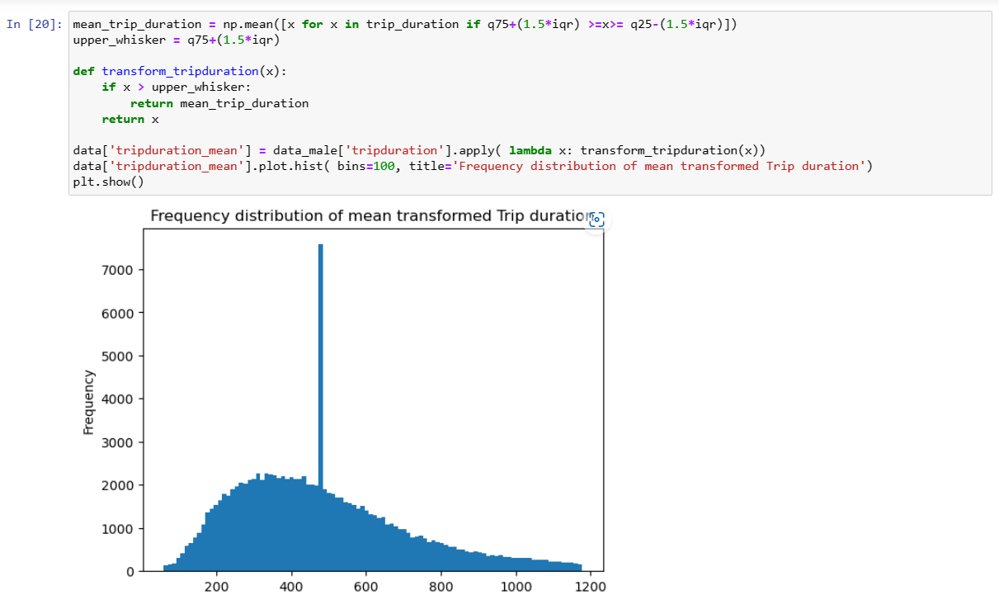 In [20]: mean_trip_duration = np.mean([x for x in trip_duration if q75+(1.5*iqr) >=x>= q25-(1.5*iqr)])
upper_whisker = q75+(1.5*iqr)
def transform_tripduration(x):
    if x > upper_whisker:
        return mean_trip_duration
    return x
data['tripduration_mean'] = data_male['tripduration'].apply( lambda x: transform_tripduration(x))
data['tripduration_mean'].plot.hist( bins=100, title='Frequency distribution of mean transformed Trip duration')
plt.show()
Frequency distribution of mean transformed Trip duration
7000
6000
5000
4000
3000
2000
1000
0
Frequency
200 400 600 800 1000 1200